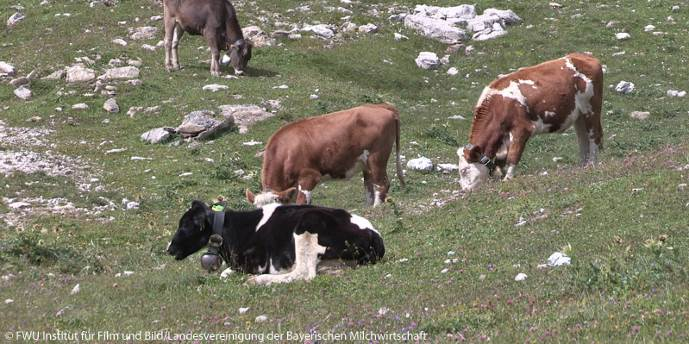 © FWU Institut für Film und Bild/Landesvereinigung der Bayerischen Milchwirtschaft